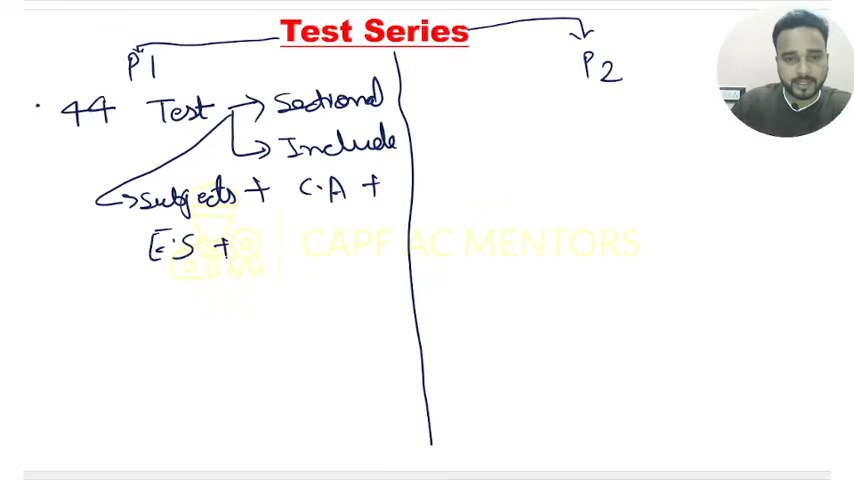 Test Series
P1
P2
44 Test → Sectional
→ Include
→ Subjects + C.A +
E.S +
CAPF AC MENTORS